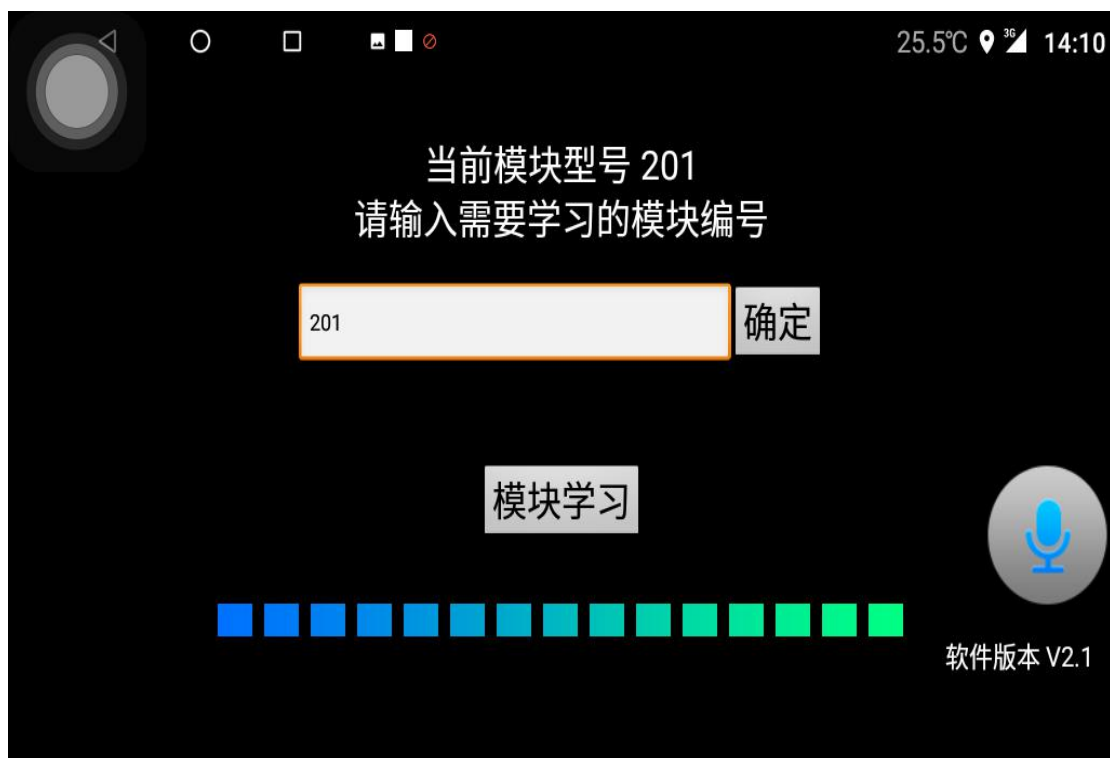 25.5℃ 3G 14:10
当前模块型号 201
请输入需要学习的模块编号
201 确定
模块学习
软件版本 V2.1